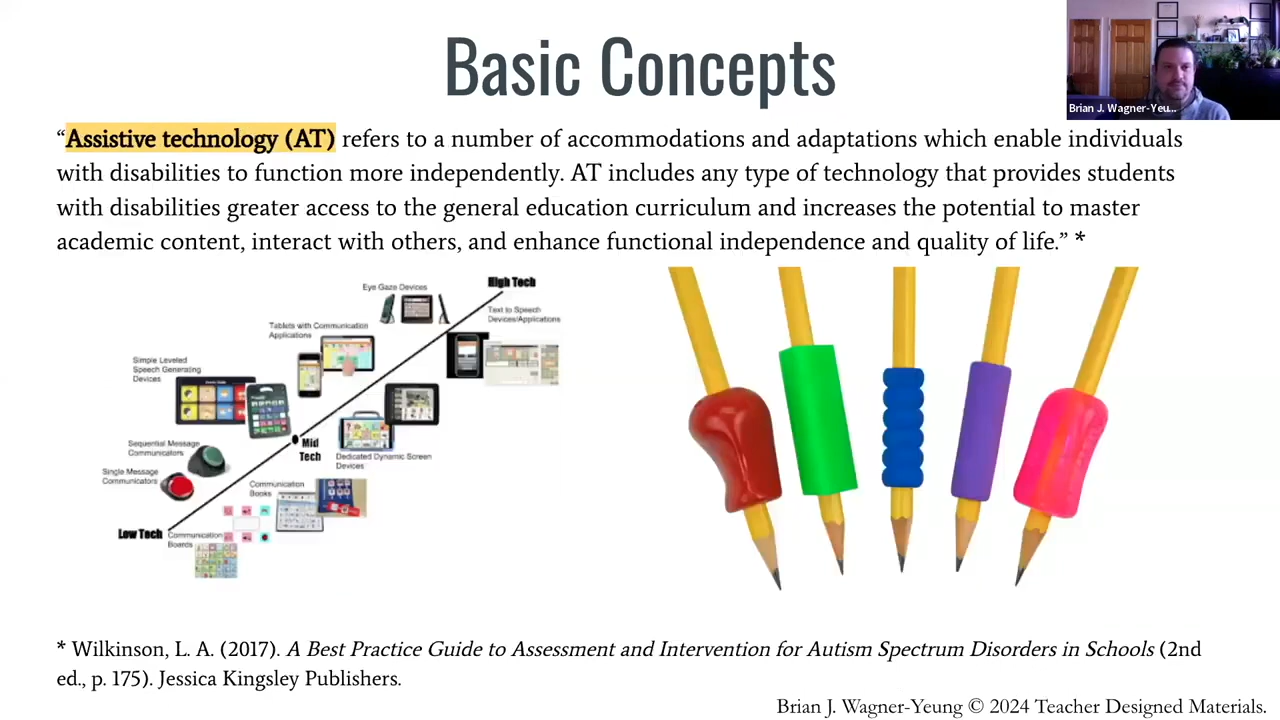 Basic Concepts
Brian J. Wagner-Yeu...
“Assistive technology (AT) refers to a number of accommodations and adaptations which enable individuals
with disabilities to function more independently. AT includes any type of technology that provides students
with disabilities greater access to the general education curriculum and increases the potential to master
academic content, interact with others, and enhance functional independence and quality of life.” *
High Tech
Eye Gaze Devices
Text to Speech
Devices/Applications
Tablets with Communication
Applications
Simple Leveled
Speech Generating
Devices
Mid
Tech
Sequential Message
Communicators
Dedicated Dynamic Screen
Devices
Single Message
Communicators
Communication
Books
Low Tech
Communication
Boards
* Wilkinson, L. A. (2017). A Best Practice Guide to Assessment and Intervention for Autism Spectrum Disorders in Schools (2nd
ed., p. 175). Jessica Kingsley Publishers.
Brian J. Wagner-Yeung © 2024 Teacher Designed Materials.